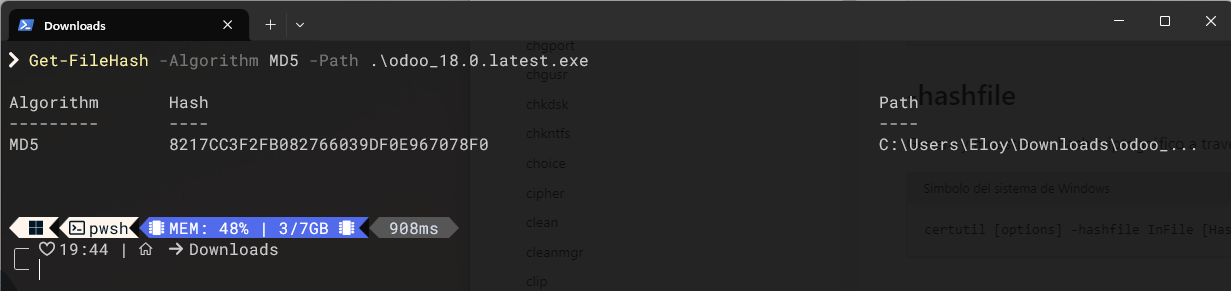 Downloads
Get-FileHash -Algorithm MD5 -Path .\odoo_18.0.latest.exe
Algorithm Hash Path
--------- ---- ----
MD5 8217CC3F2FB082766039DF0E967078F0 C:\Users\Eloy\Downloads\odoo_...
pwsh MEM: 48% | 3/7GB 908ms
19:44 | Downloads
chgport
chgusr
chkdsk
chkntfs
choice
cipher
clean
cleanmgr
clip
hashfile
a trav
Símbolo del sistema de Windows
certutil [options] -hashfile InFile [Has